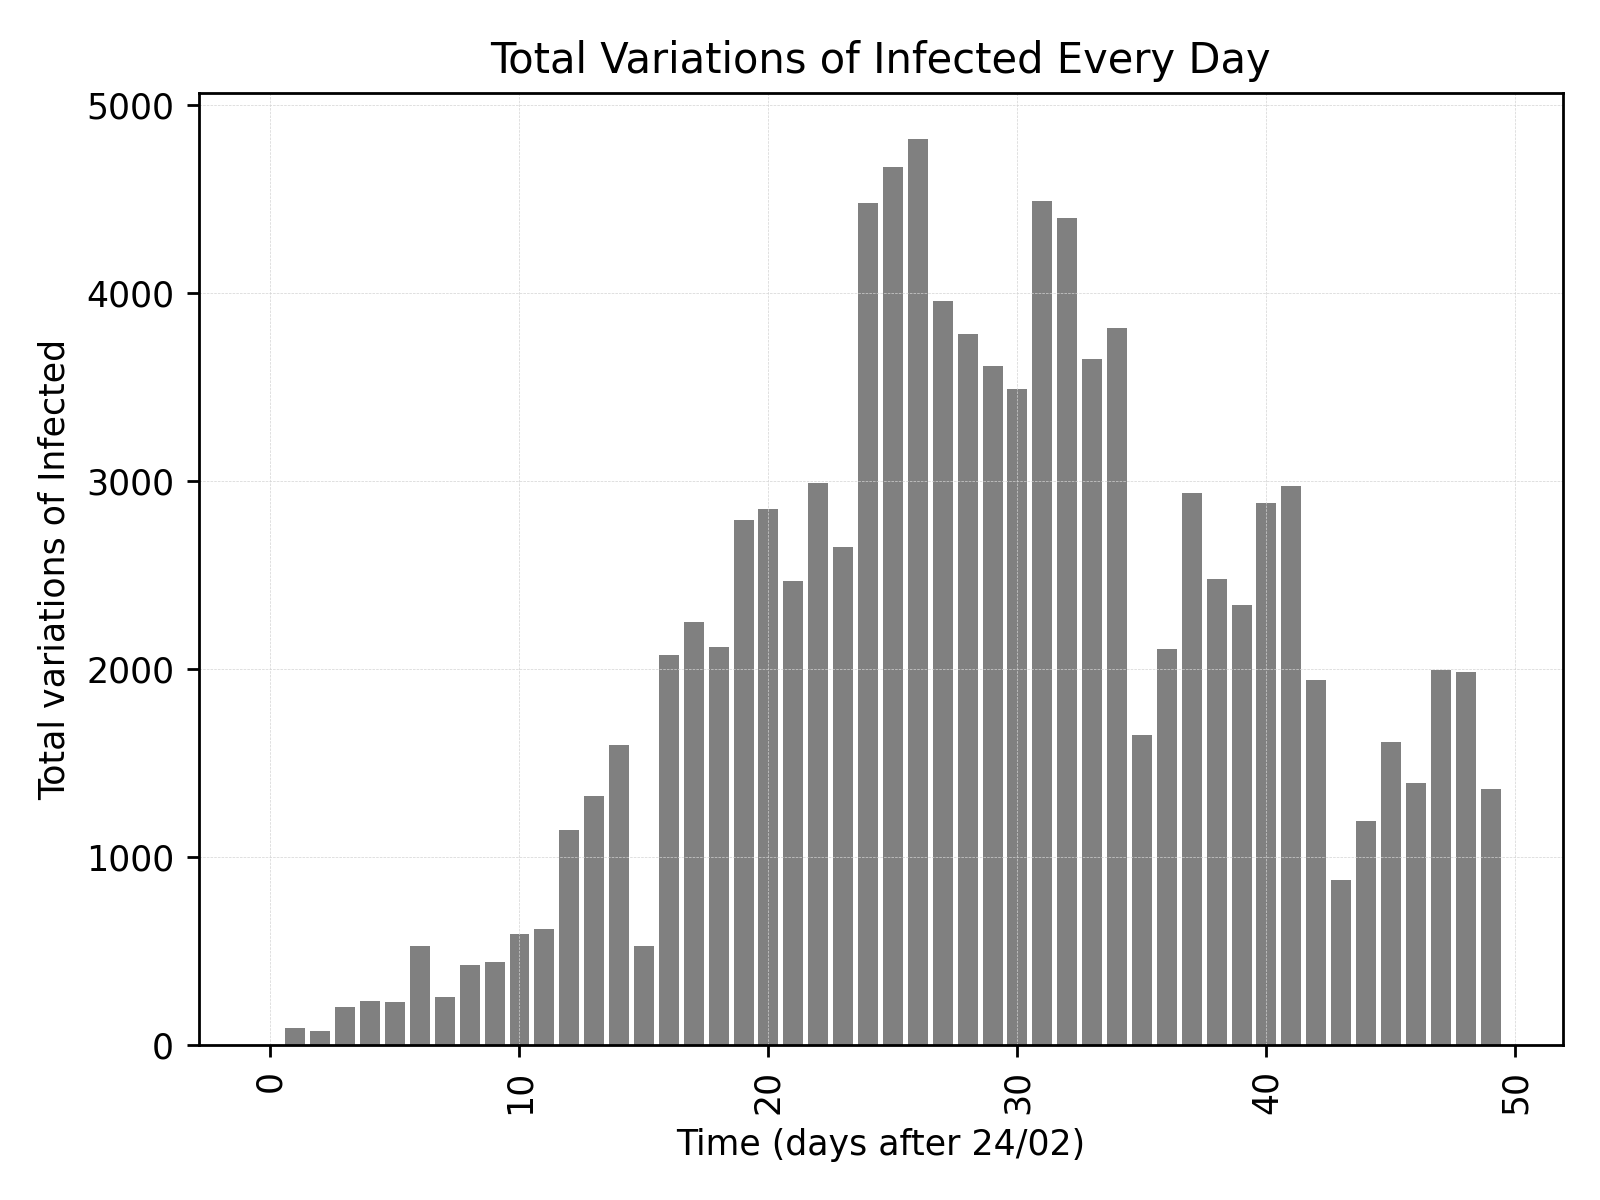 Total Variations of Infected Every Day
Total variations of Infected
5000
4000
3000
2000
1000
0
0 10 20 30 40 50
Time (days after 24/02)